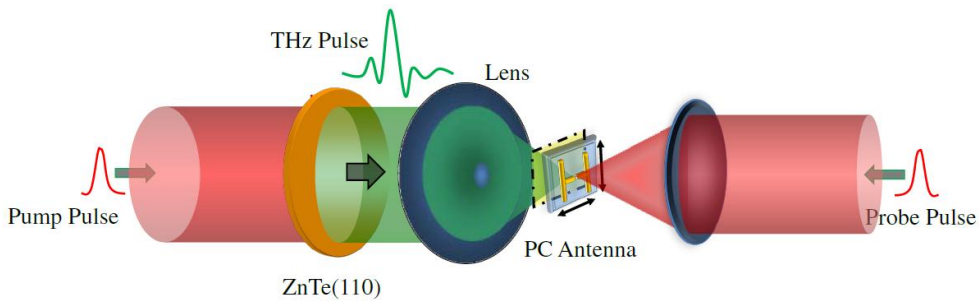 THz Pulse
Lens
Pump Pulse
PC Antenna
Probe Pulse
ZnTe(110)